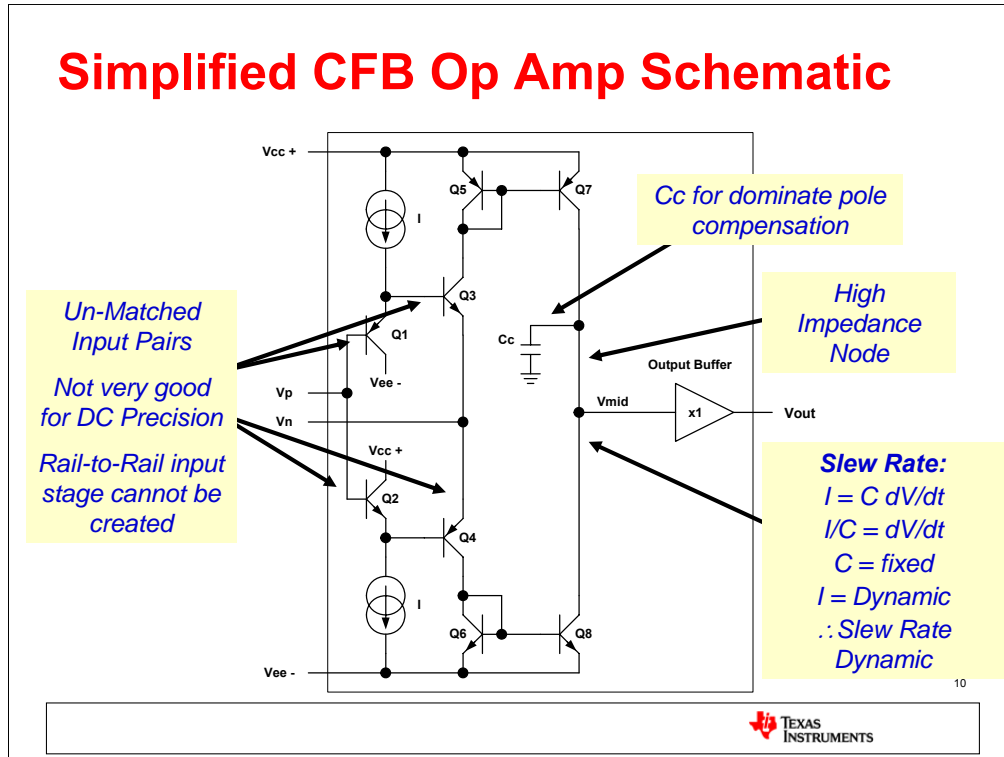 Simplified CFB Op Amp Schematic
Vcc +
Q5
Q7
I
Cc for dominate pole
compensation
Un-Matched
Input Pairs
Not very good
for DC Precision
Rail-to-Rail input
stage cannot be
created
Q3
Q1
Vee -
Vp
Vn
Vcc +
Q2
Q4
I
Q6
Q8
Vee -
Cc
High
Impedance
Node
Output Buffer
Vmid
x1
Vout
Slew Rate:
I = C dV/dt
I/C = dV/dt
C = fixed
I = Dynamic
∴Slew Rate
Dynamic
10
TEXAS
INSTRUMENTS